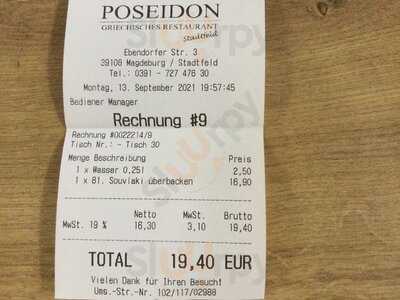 POSEIDON
GRIECHISCHES RESTAURANT
Stadtfeld
Ebendorfer Str. 3
39108 Magdeburg / Stadtfeld
Tel.: 0391 - 727 476 30
Montag, 13. September 2021 19:57:45
Bediener Manager
Rechnung #9
Rechnung #0022214/9
Tisch Nr.: - Tisch 30
Menge Beschreibung Preis
1 x Wasser 0,25l 2,50
1 x 81. Souvlaki überbacken 16,90
Netto MwSt. Brutto
MwSt. 19 % 16,30 3,10 19,40
TOTAL 19,40 EUR
Vielen Dank für Ihren Besuch!
Ums.-Str.-Nr. 102/117/02988